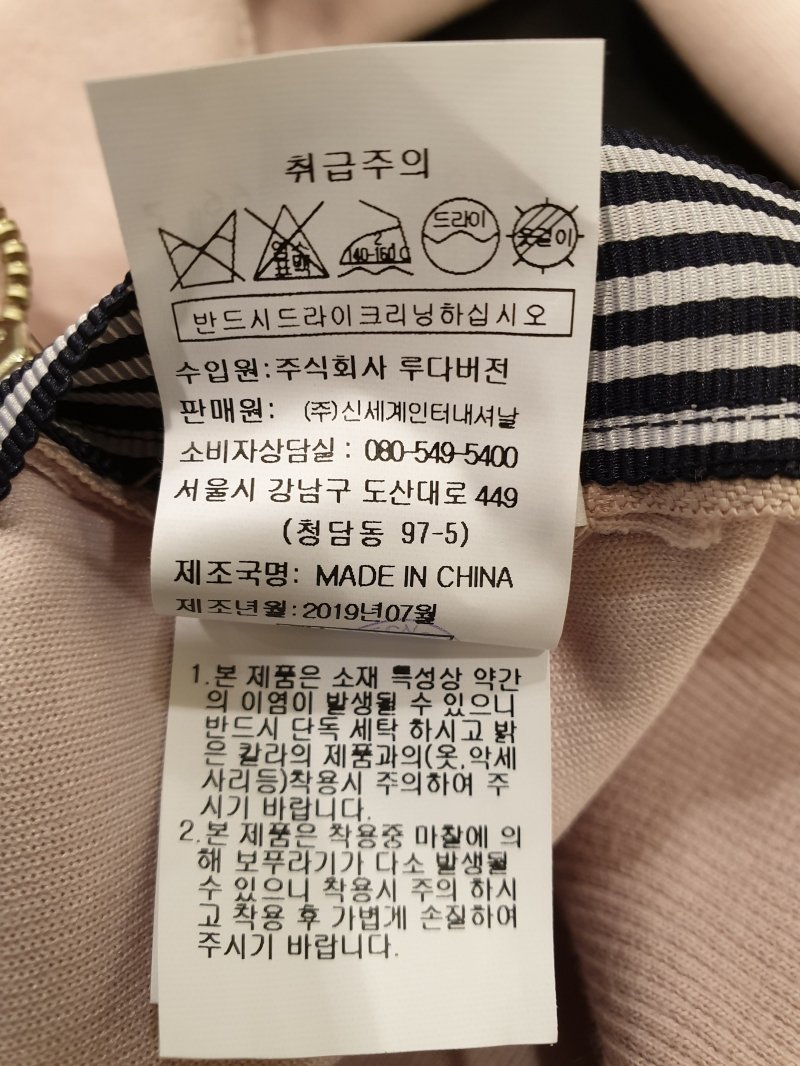 취급주의
염소
표백
2
140-160 C
드라이
옷걸이
반드시드라이크리닝하십시오
수입원:주식회사 루다버전
판매원: (주)신세계인터내셔날
소비자상담실 : 080-549-5400
서울시 강남구 도산대로 449
(청담동 97-5)
제조국명: MADE IN CHINA
제조년월:2019년07월
1.본 제품은 소재 특성상 약간
의 이염이 발생될 수 있으니
반드시 단독 세탁 하시고 밝
은 칼라의 제품과의(옷,악세
사리등)착용시 주의하여 주
시기 바랍니다.
2.본 제품은 착용중 마찰에 의
해 보푸라기가 다소 발생될
수 있으니 착용시 주의 하시
고 착용 후 가볍게 손질하여
주시기 바랍니다.